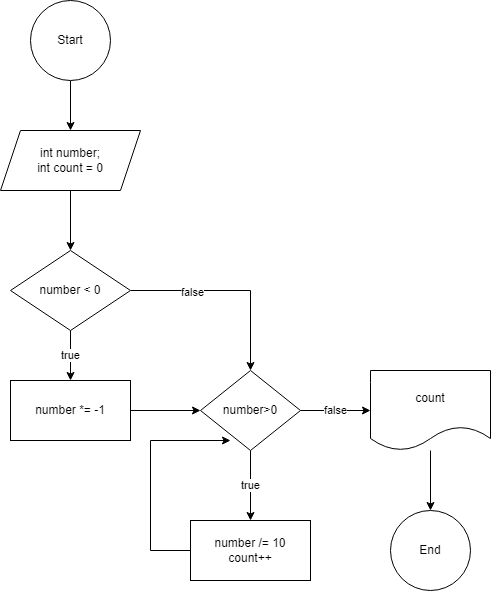 Start
int number;
int count = 0
number < 0
false
true
number *= -1
number>0
false
count
true
number /= 10
count++
End